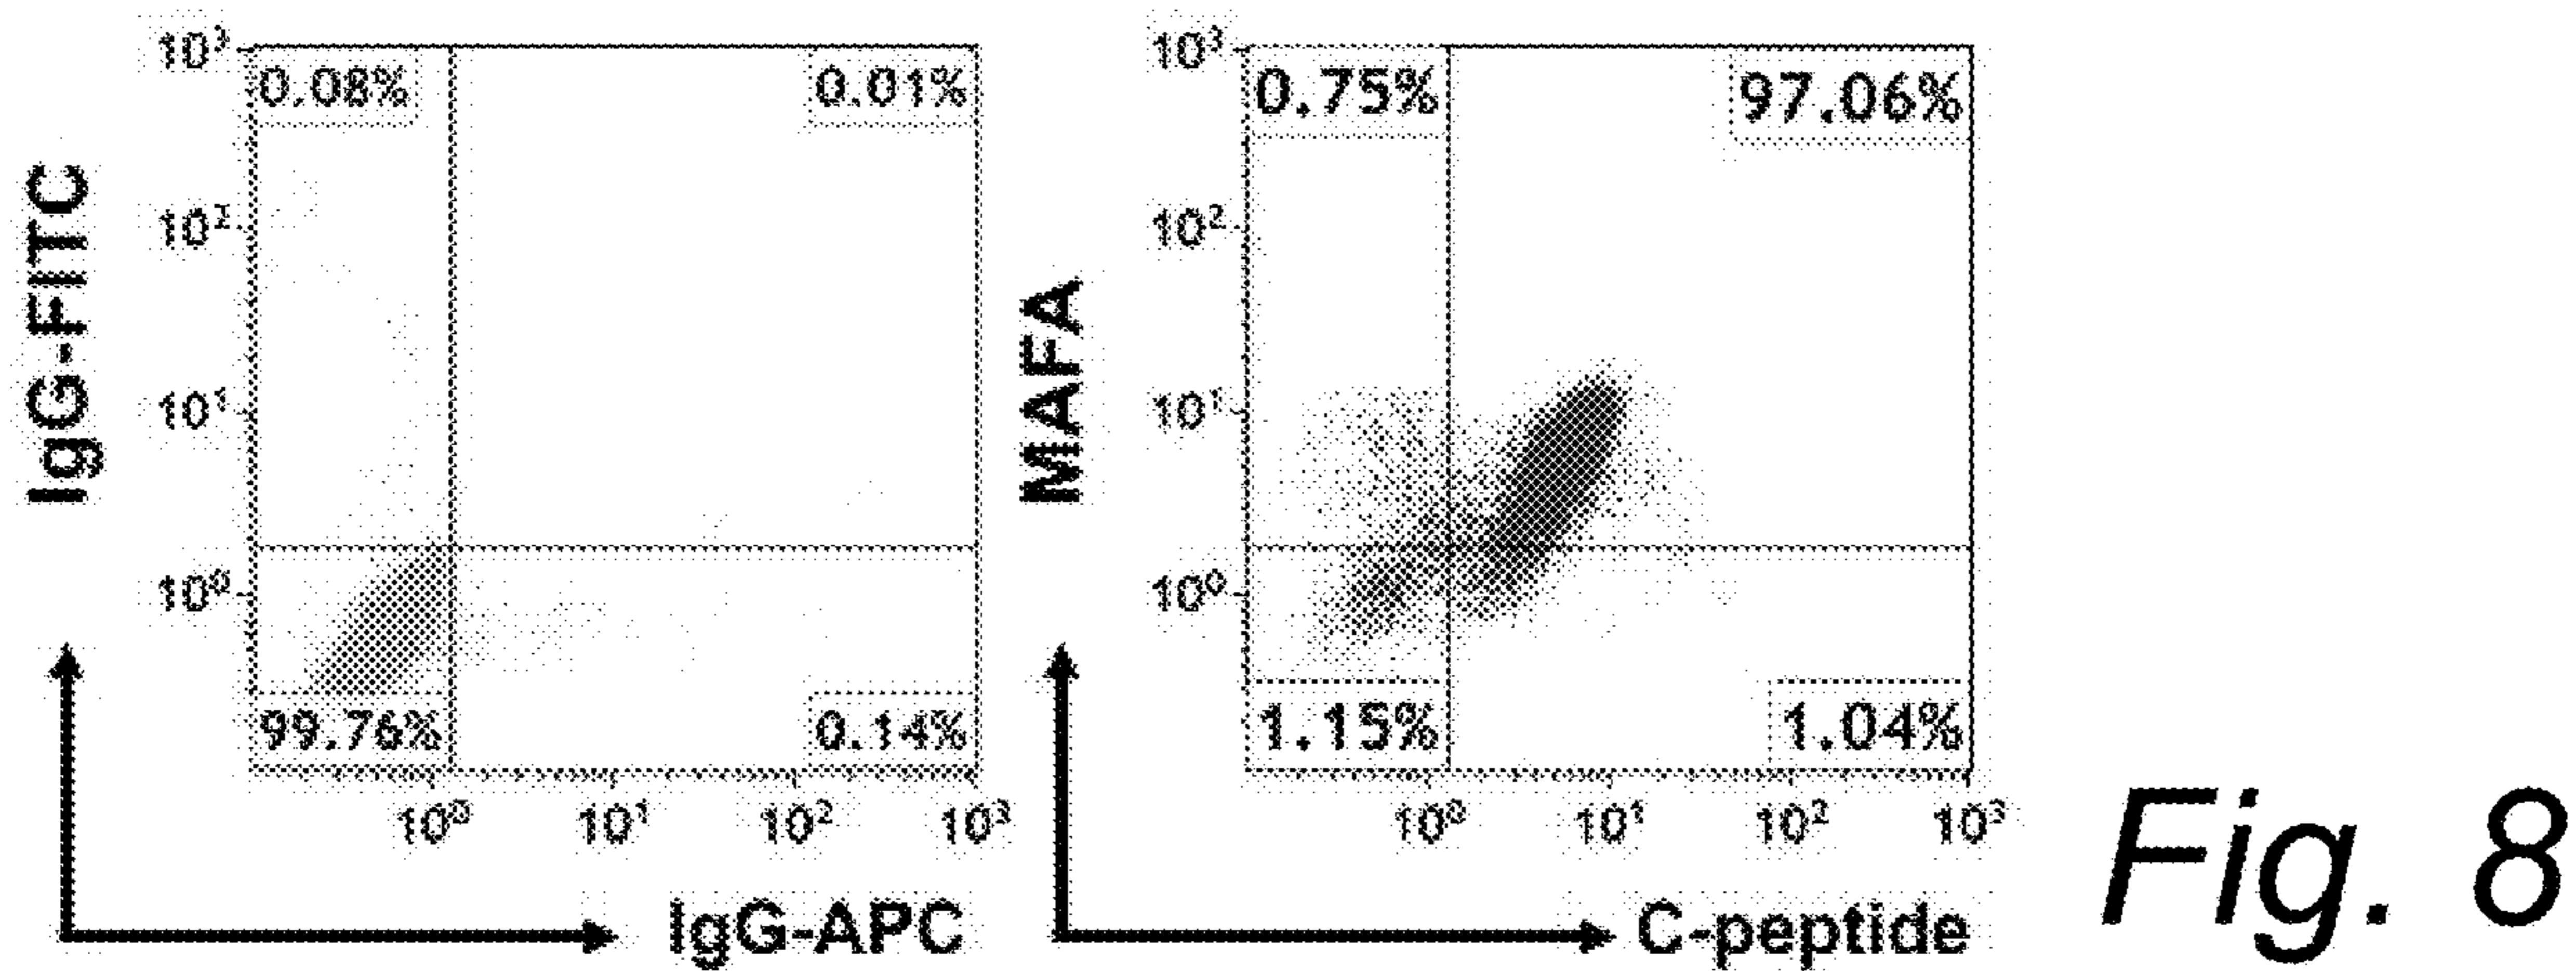 IgG-FITC
10³
10²
10¹
10⁰
0.08%
0.01%
99.76%
0.14%
10⁰ 10¹ 10² 10³
IgG-APC
MAFA
10³
10²
10¹
10⁰
0.75%
97.06%
1.15%
1.04%
10⁰ 10¹ 10² 10³
C-peptide
Fig. 8